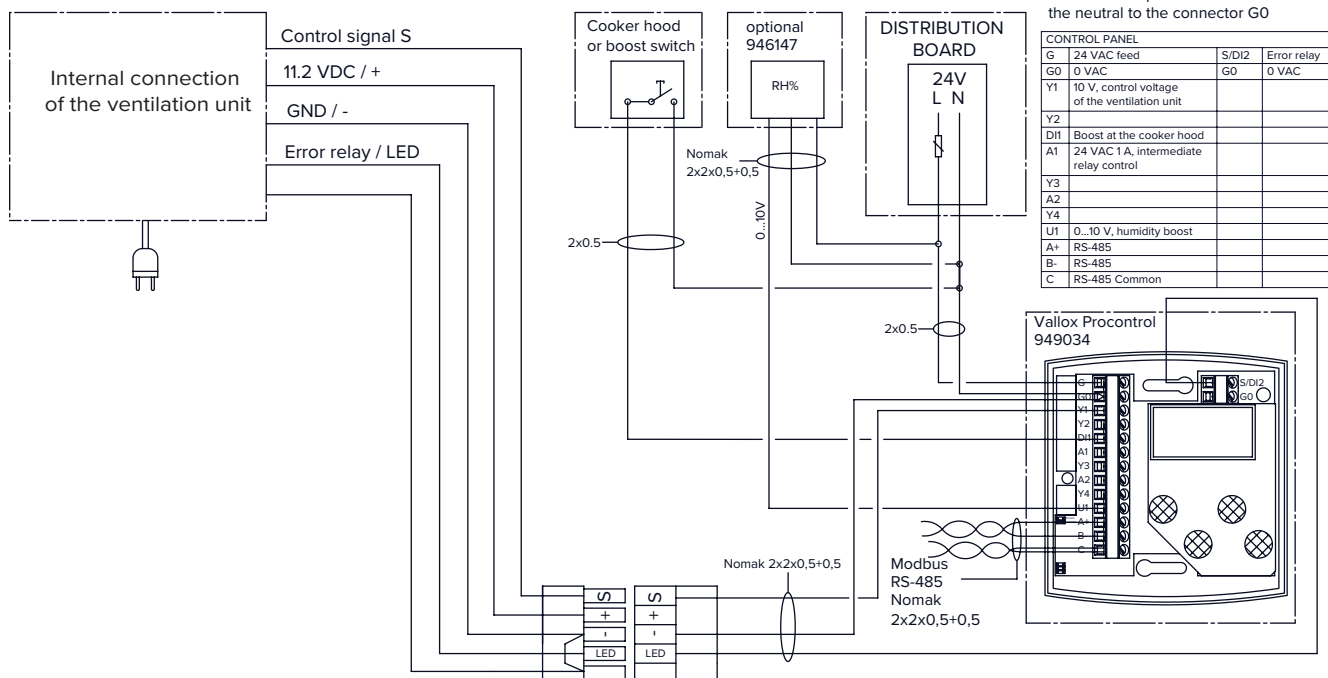 the neutral to the connector G0
Internal connection
of the ventilation unit
Control signal S
11.2 VDC / +
GND / -
Error relay / LED
Cooker hood
or boost switch
optional
946147
RH%
DISTRIBUTION
BOARD
24V
L N
CONTROL PANEL
G 24 VAC feed S/DI2 Error relay
G0 0 VAC G0 0 VAC
Y1 10 V, control voltage
of the ventilation unit
Y2
DI1 Boost at the cooker hood
A1 24 VAC 1 A, intermediate
relay control
Y3
A2
Y4
U1 0...10 V, humidity boost
A+ RS-485
B- RS-485
C RS-485 Common
Nomak
2x2x0,5+0,5
0...10V
2x0.5
2x0.5
Vallox Procontrol
949034
G
G0
Y1
Y2
DI1
A1
Y3
A2
Y4
U1
A+
B-
C
S/DI2
G0
Modbus
RS-485
Nomak
2x2x0,5+0,5
Nomak 2x2x0,5+0,5
S S
+ +
- -
LED LED